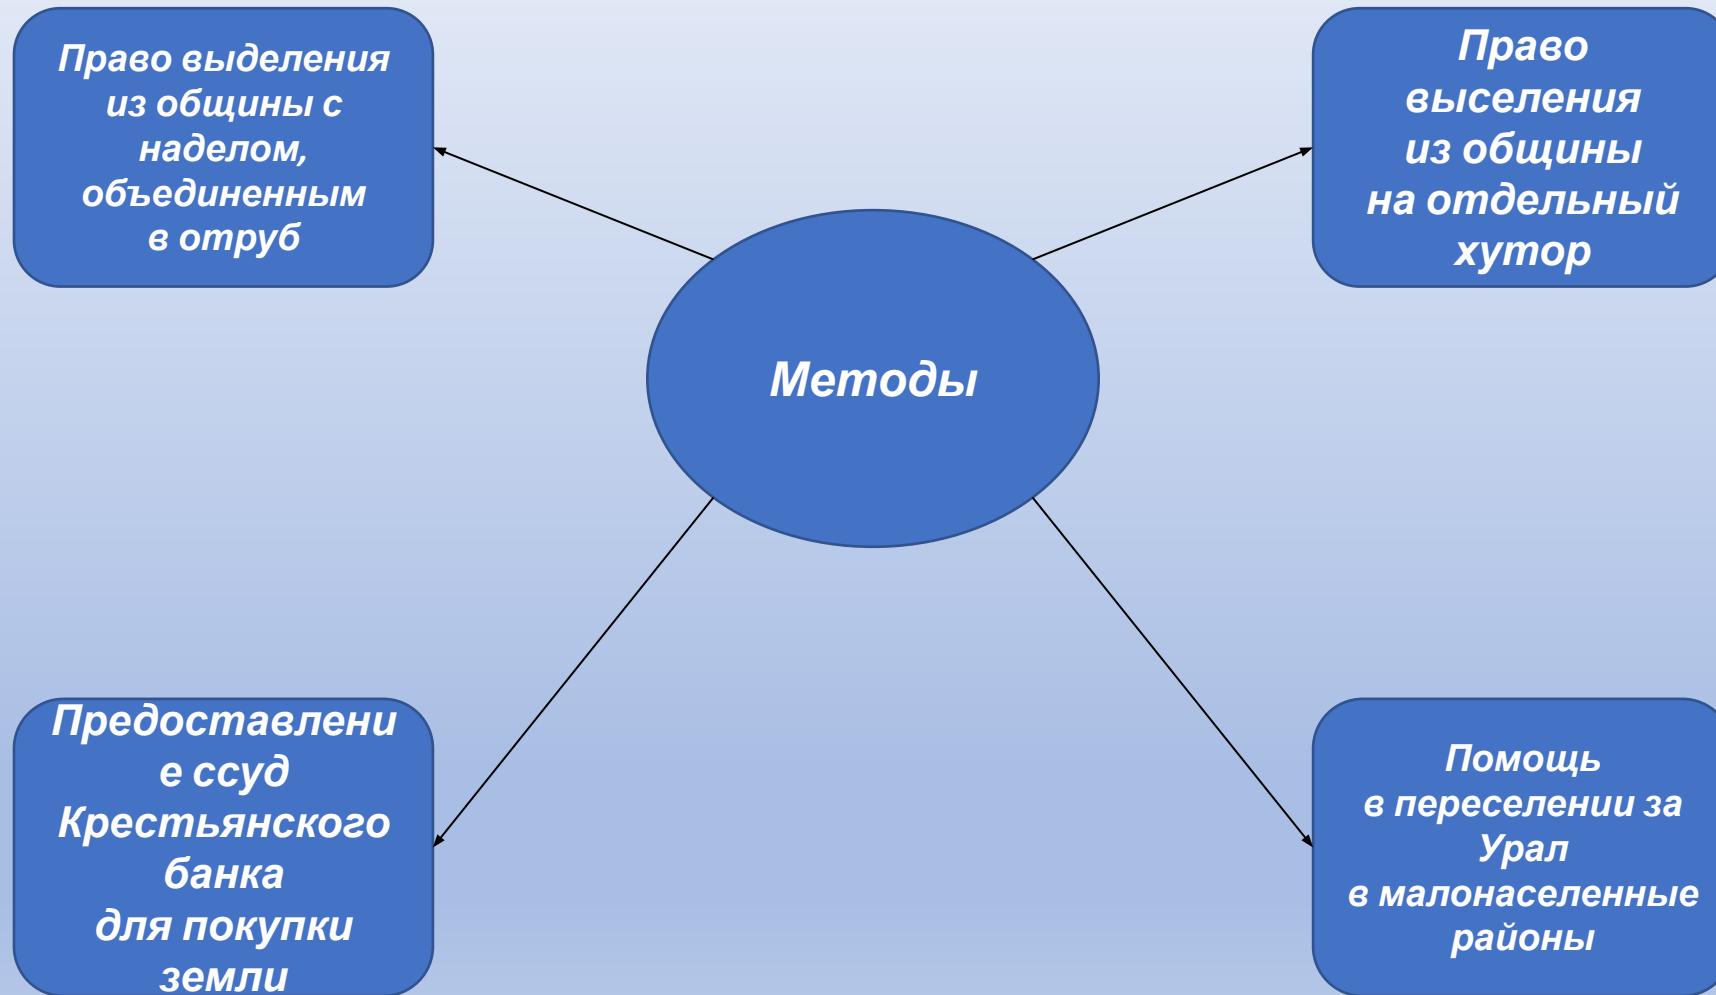 Право выделения
из общины с
наделом,
объединенным
в отруб
Право
выселения
из общины
на отдельный
хутор
Методы
Предоставлени
е ссуд
Крестьянского
банка
для покупки
земли
Помощь
в переселении за
Урал
в малонаселенные
районы